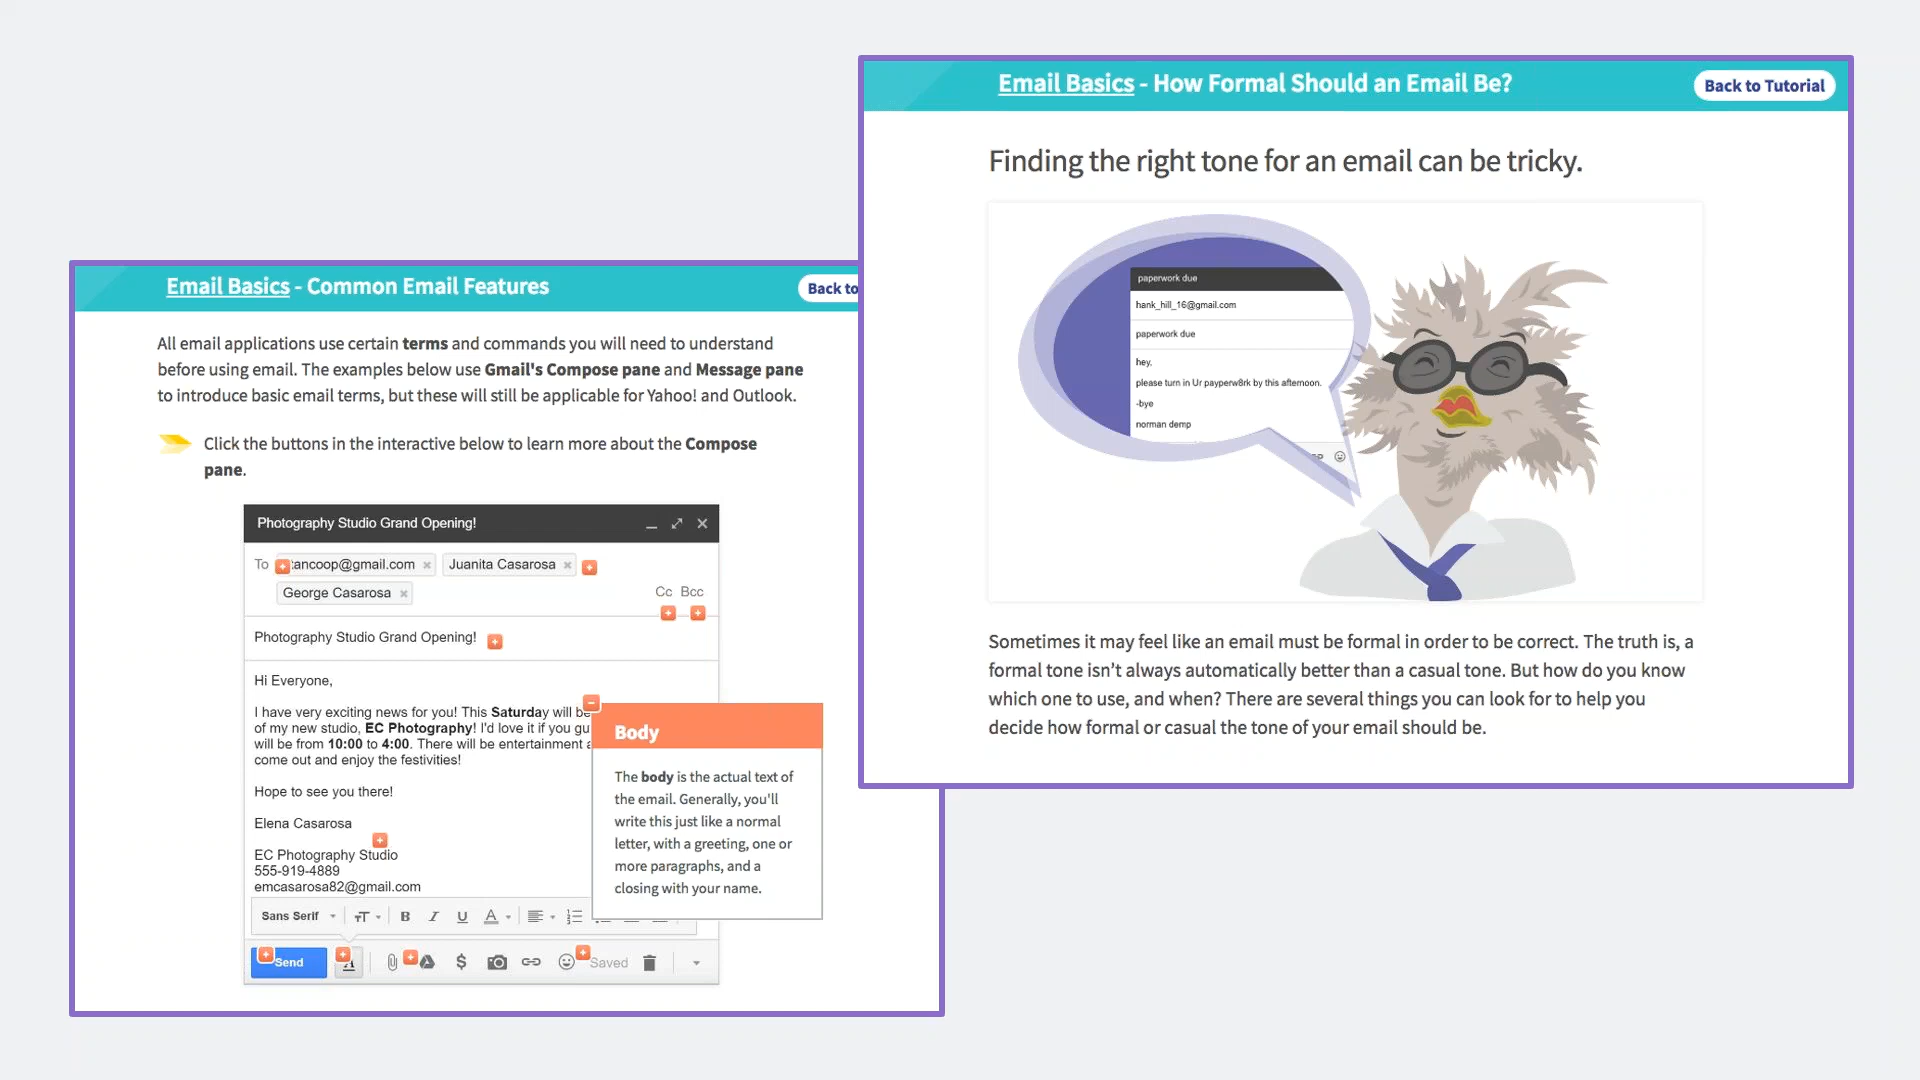 Email Basics - How Formal Should an Email Be?
Back to Tutorial
Finding the right tone for an email can be tricky.
paperwork due
hank_hill_16@gmail.com
paperwork due
hey,
please turn in Ur payperw8rk by this afternoon.
-bye
norman demp
Sometimes it may feel like an email must be formal in order to be correct. The truth is, a
formal tone isn’t always automatically better than a casual tone. But how do you know
which one to use, and when? There are several things you can look for to help you
decide how formal or casual the tone of your email should be.
Email Basics - Common Email Features
Back to
All email applications use certain terms and commands you will need to understand
before using email. The examples below use Gmail's Compose pane and Message pane
to introduce basic email terms, but these will still be applicable for Yahoo! and Outlook.
Click the buttons in the interactive below to learn more about the Compose
pane.
Photography Studio Grand Opening!
To tancoop@gmail.com Juanita Casarosa
George Casarosa
Cc Bcc
Photography Studio Grand Opening!
Hi Everyone,
I have very exciting news for you! This Saturday will be
of my new studio, EC Photography! I'd love it if you gu
will be from 10:00 to 4:00. There will be entertainment a
come out and enjoy the festivities!
Hope to see you there!
Elena Casarosa
EC Photography Studio
555-919-4889
emcasarosa82@gmail.com
Body
The body is the actual text of
the email. Generally, you'll
write this just like a normal
letter, with a greeting, one or
more paragraphs, and a
closing with your name.
Sans Serif
Send
Saved